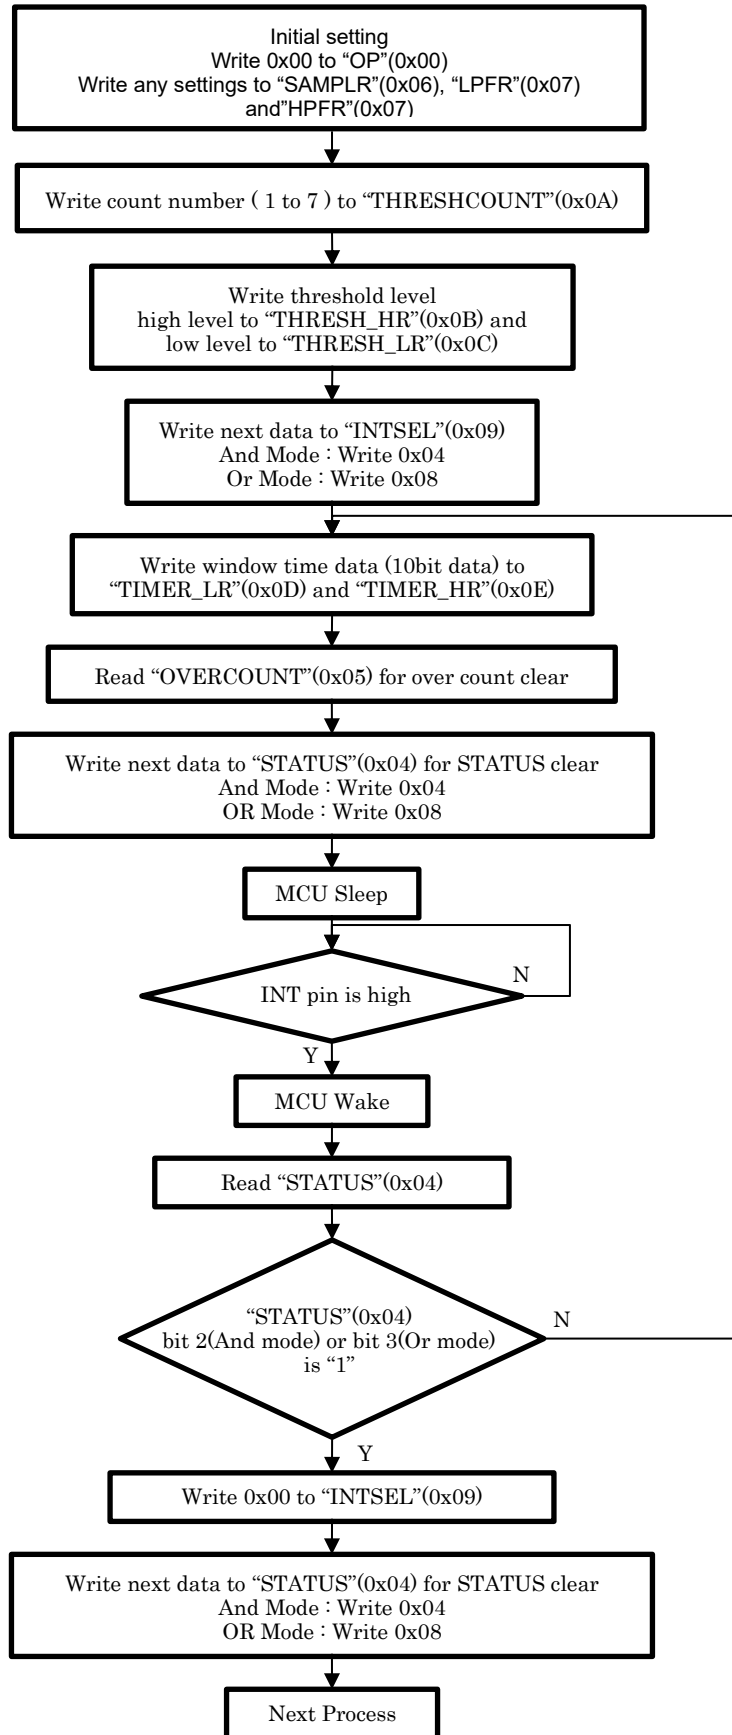 Initial setting
Write 0x00 to “OP”(0x00)
Write any settings to “SAMPLR”(0x06), “LPFR”(0x07)
and”HPFR”(0x07)
Write count number ( 1 to 7 ) to “THRESHCOUNT”(0x0A)
Write threshold level
high level to “THRESH_HR”(0x0B) and
low level to “THRESH_LR”(0x0C)
Write next data to “INTSEL”(0x09)
And Mode : Write 0x04
Or Mode : Write 0x08
Write window time data (10bit data) to
“TIMER_LR”(0x0D) and “TIMER_HR”(0x0E)
Read “OVERCOUNT”(0x05) for over count clear
Write next data to “STATUS”(0x04) for STATUS clear
And Mode : Write 0x04
OR Mode : Write 0x08
MCU Sleep
INT pin is high
N
Y
MCU Wake
Read “STATUS”(0x04)
“STATUS”(0x04)
bit 2(And mode) or bit 3(Or mode)
is “1”
N
Y
Write 0x00 to “INTSEL”(0x09)
Write next data to “STATUS”(0x04) for STATUS clear
And Mode : Write 0x04
OR Mode : Write 0x08
Next Process